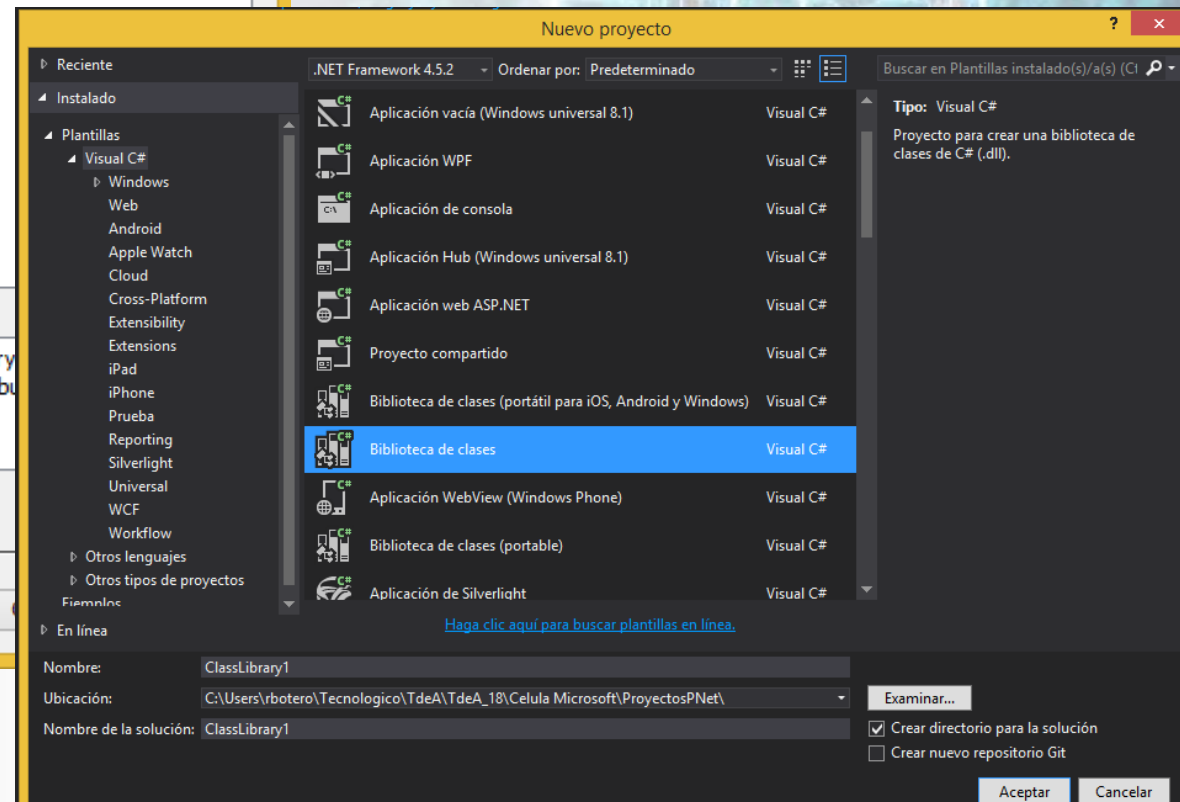 Nuevo proyecto
? ×
Reciente
.NET Framework 4.5.2 Ordenar por: Predeterminado
Buscar en Plantillas instalado(s)/a(s) (Ct
Instalado
Plantillas
Visual C#
Windows
Web
Android
Apple Watch
Cloud
Cross-Platform
Extensibility
Extensions
iPad
iPhone
Prueba
Reporting
Silverlight
Universal
WCF
Workflow
Otros lenguajes
Otros tipos de proyectos
Ejemplos
En línea
Aplicación vacía (Windows universal 8.1) Visual C#
Aplicación WPF Visual C#
Aplicación de consola Visual C#
Aplicación Hub (Windows universal 8.1) Visual C#
Aplicación web ASP.NET Visual C#
Proyecto compartido Visual C#
Biblioteca de clases (portátil para iOS, Android y Windows) Visual C#
Biblioteca de clases Visual C#
Aplicación WebView (Windows Phone) Visual C#
Biblioteca de clases (portable) Visual C#
Aplicación de Silverlight Visual C#
Haga clic aquí para buscar plantillas en línea.
Tipo: Visual C#
Proyecto para crear una biblioteca de
clases de C# (.dll).
Nombre: ClassLibrary1
Ubicación: C:\Users\rbotero\Tecnologico\TdeA\TdeA_18\Celula Microsoft\ProyectosPNet\
Examinar...
Nombre de la solución: ClassLibrary1
Crear directorio para la solución
Crear nuevo repositorio Git
Aceptar Cancelar